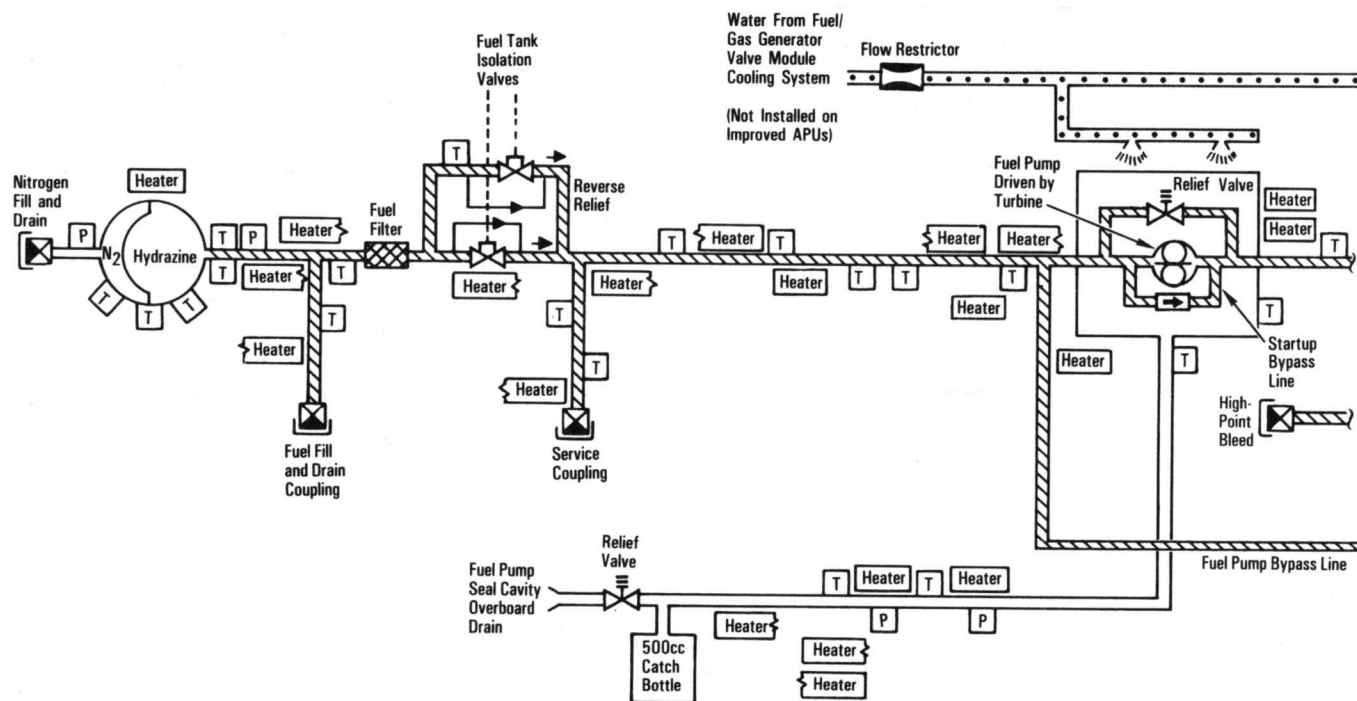 Water From Fuel/
Gas Generator
Valve Module
Cooling System
(Not Installed on
Improved APUs)
Flow Restrictor
Fuel Tank
Isolation
Valves
T
Reverse
Relief
Fuel Pump
Driven by
Turbine
Relief Valve
Heater
Heater
T
Nitrogen
Fill and
Drain
P
Heater
N2
Hydrazine
T
T
T
T
P
T
Heater
Heater
T
Fuel
Filter
Heater
T
Heater
Fuel Fill
and Drain
Coupling
Heater
T
T
Heater
Service
Coupling
T
Heater
T
Heater
T
T
Heater
Heater
T
Heater
Heater
T
T
Startup
Bypass
Line
High-
Point
Bleed
Fuel Pump Bypass Line
Fuel Pump
Seal Cavity
Overboard
Drain
Relief
Valve
500cc
Catch
Bottle
T
Heater
T
Heater
Heater
P
P
Heater
Heater